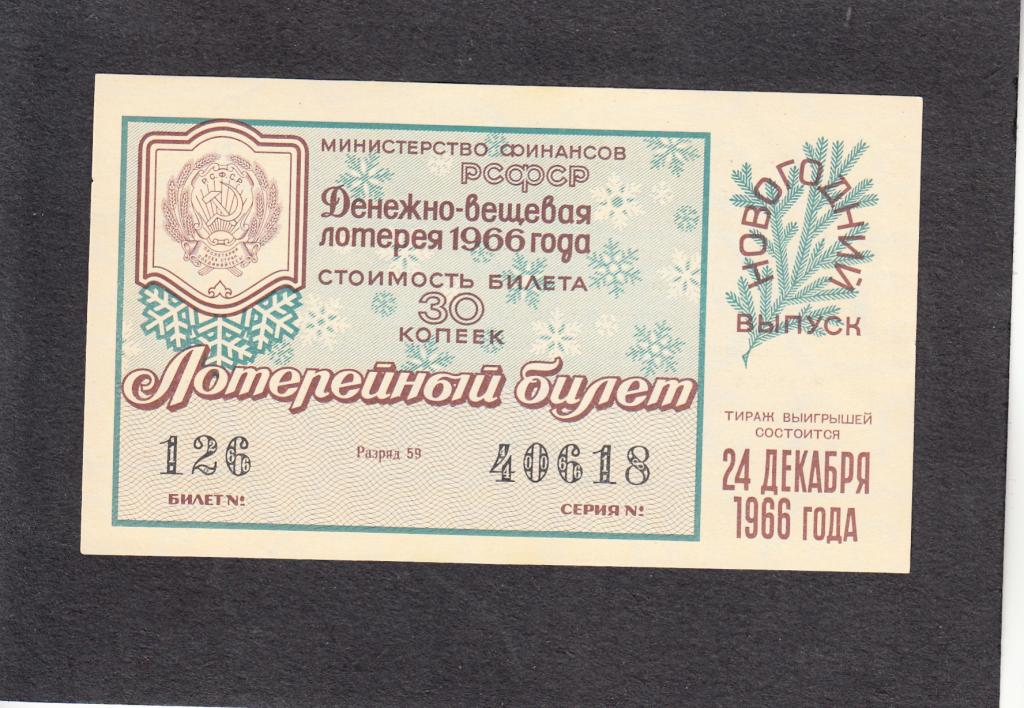 МИНИСТЕРСТВО ФИНАНСОВ
РСФСР
Денежно-вещевая
лотерея 1966 года
СТОИМОСТЬ БИЛЕТА
30
КОПЕЕК
РСФСР
Лотерейный билет
126
Разряд 59
40618
БИЛЕТ №
СЕРИЯ №
НОВОГОДНИЙ
ВЫПУСК
ТИРАЖ ВЫИГРЫШЕЙ
СОСТОИТСЯ
24 ДЕКАБРЯ
1966 ГОДА